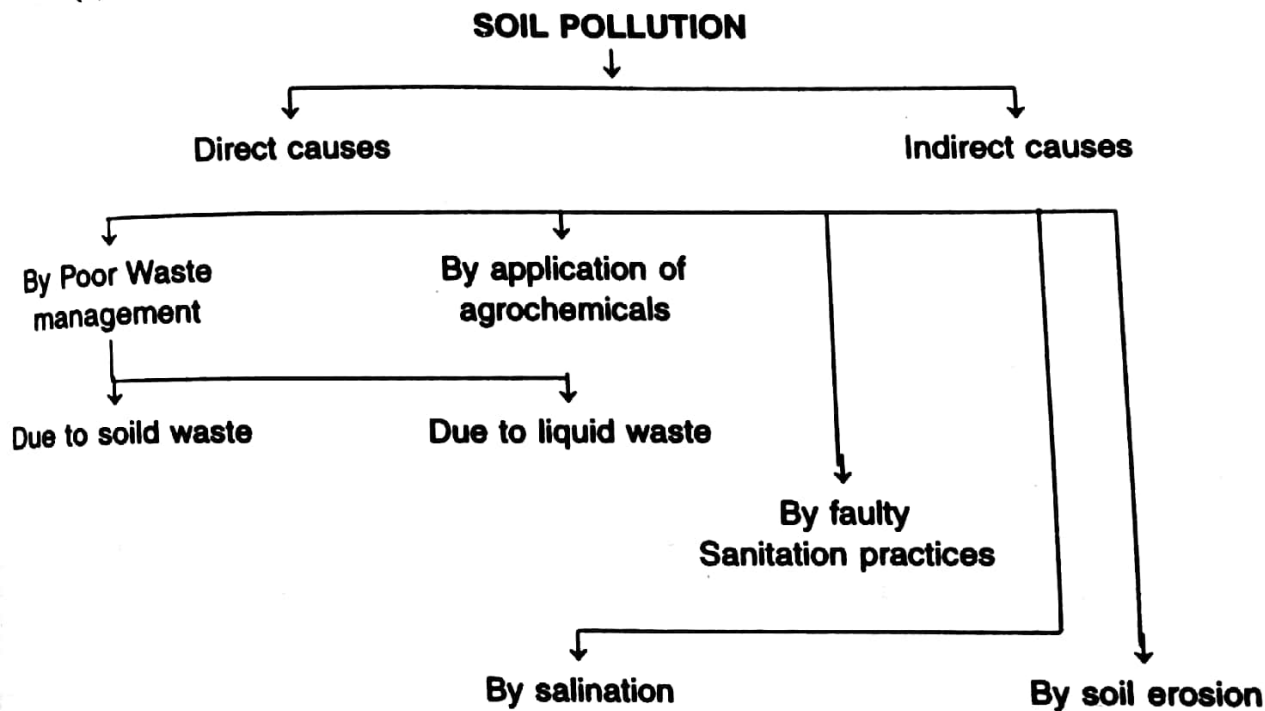 SOIL POLLUTION
Direct causes
Indirect causes
By Poor Waste
management
By application of
agrochemicals
Due to soild waste
Due to liquid waste
By faulty
Sanitation practices
By salination
By soil erosion